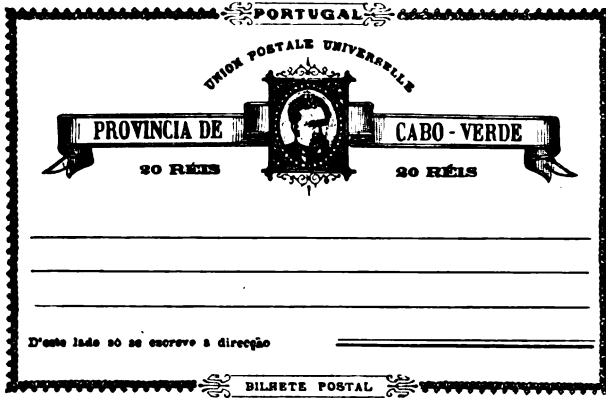 PORTUGAL
UNION POSTALE UNIVERSELLE
PROVINCIA DE CABO-VERDE
20 RÉIS 20 RÉIS
D'este lado só se escreve a direcção
BILHETE POSTAL